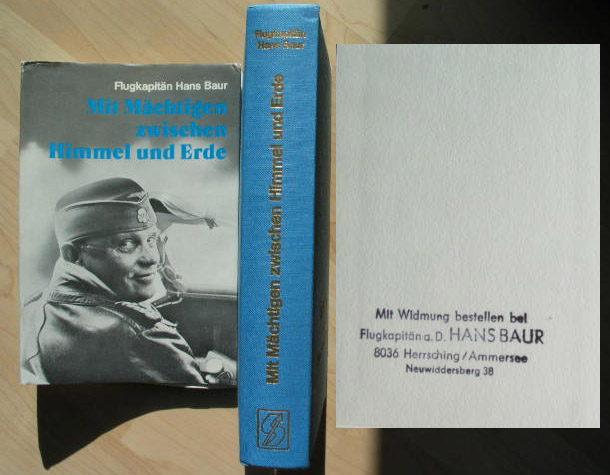 Flugkapitän Hans Baur
Mit Mächtigen
zwischen
Himmel und Erde
Flugkapitän
Hans Baur
Mit Mächtigen zwischen Himmel und Erde
Mit Widmung bestellen bei
Flugkapitän a. D. HANS BAUR
8036 Herrsching/Ammersee
Neuwiddersberg 38